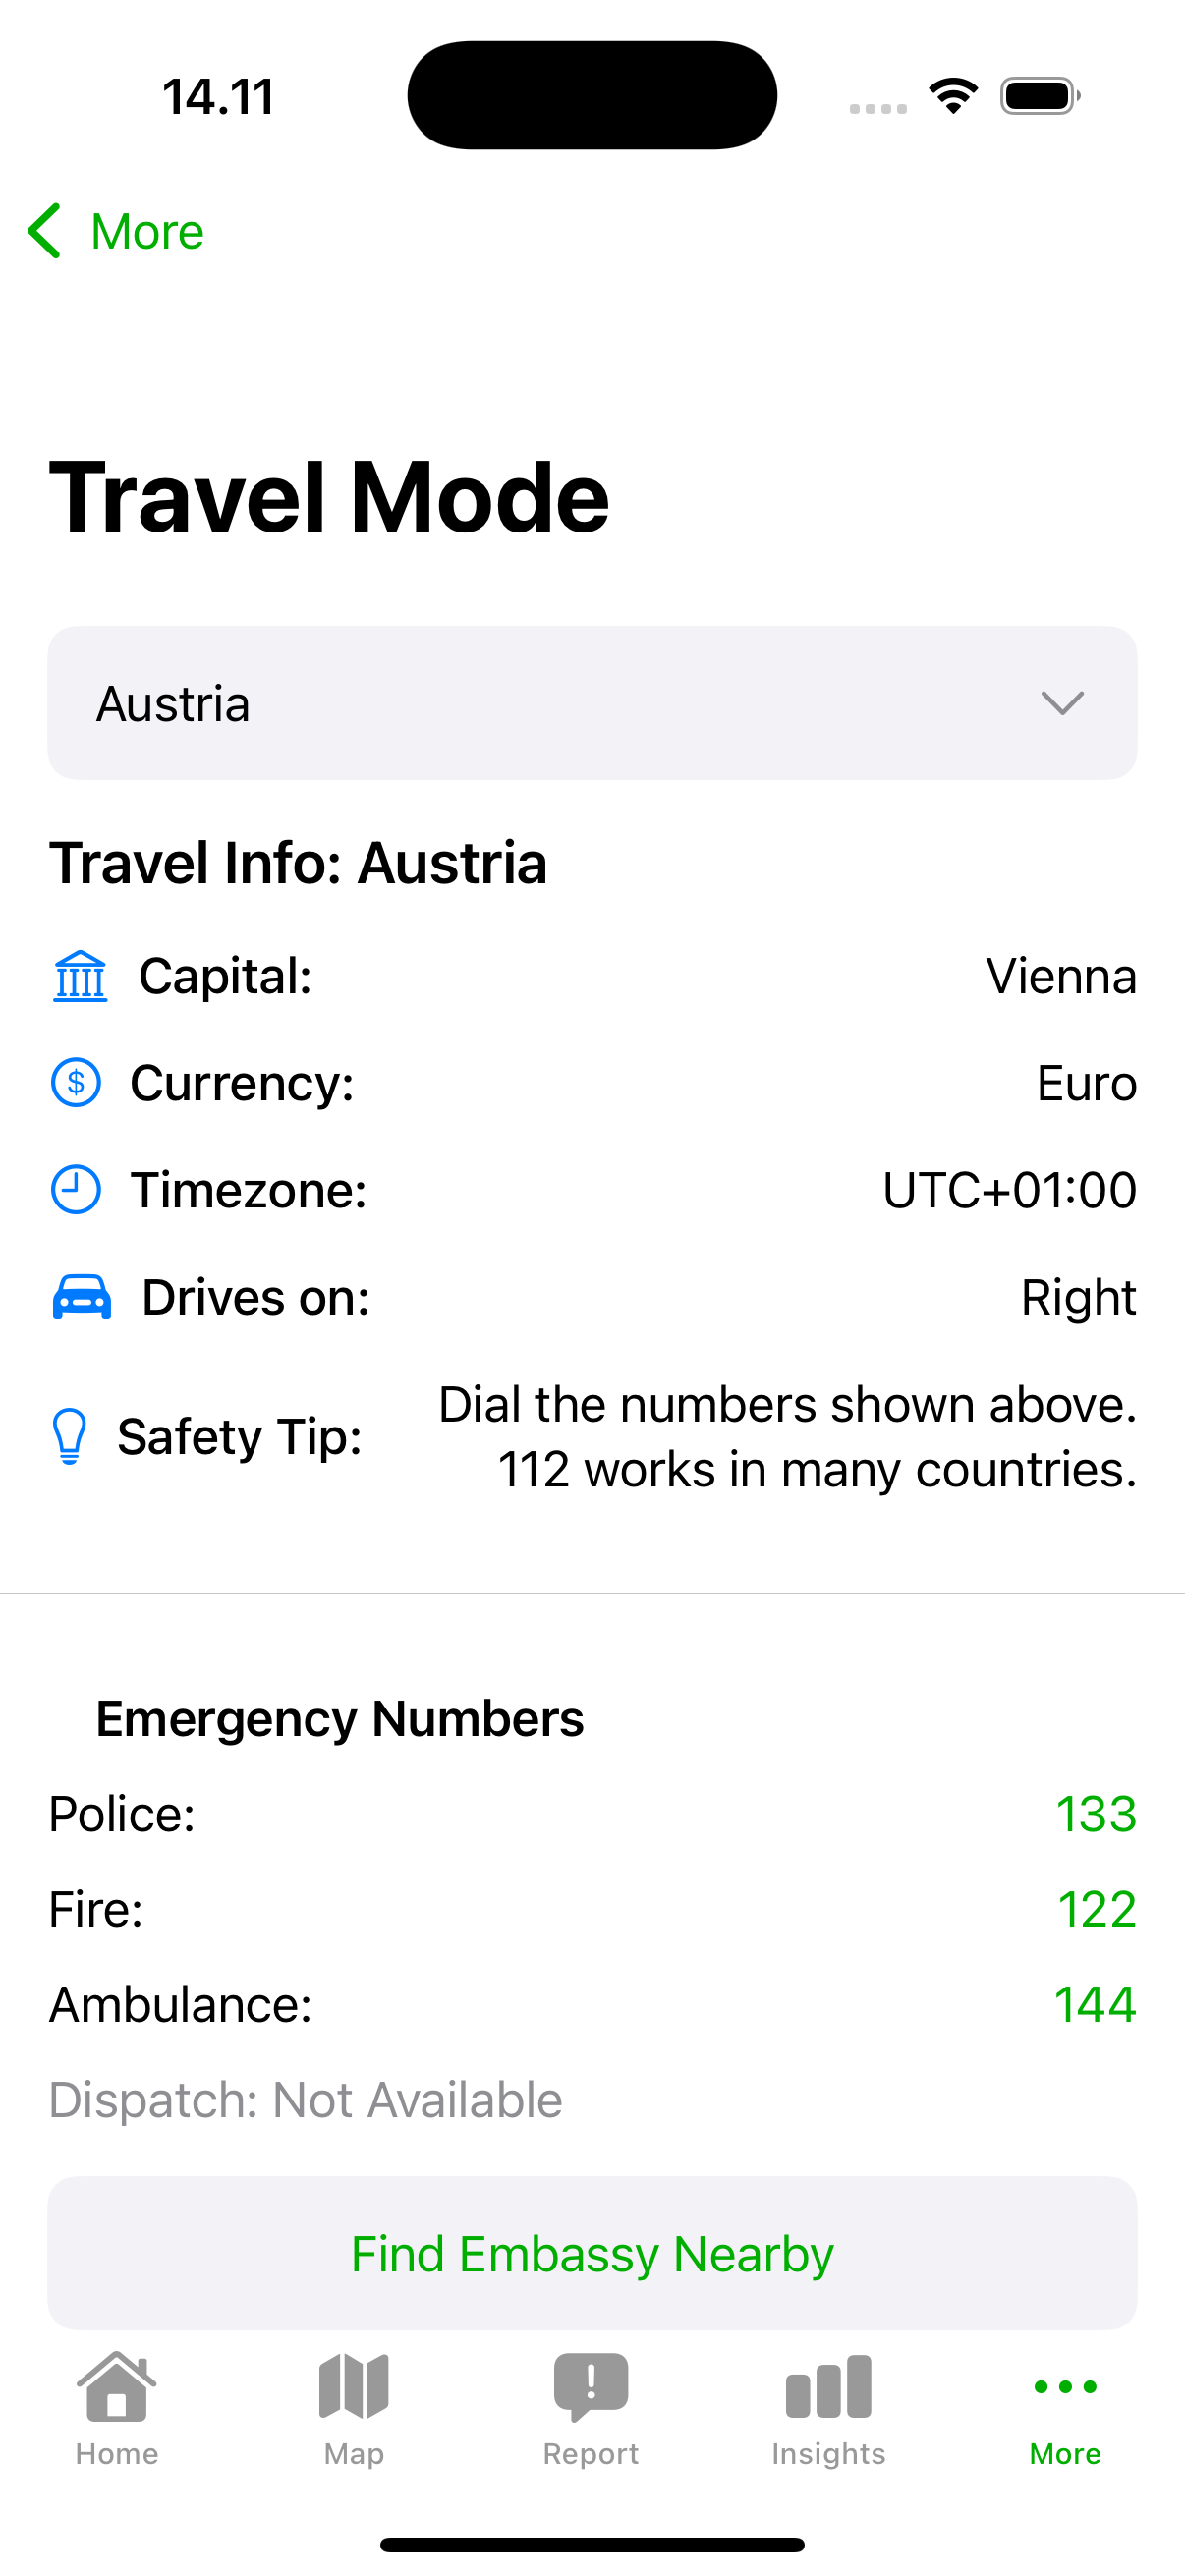 14.11
More
Travel Mode
Austria
Travel Info: Austria
Capital: Vienna
$ Currency: Euro
Timezone: UTC+01:00
Drives on: Right
Safety Tip: Dial the numbers shown above.
112 works in many countries.
Emergency Numbers
Police: 133
Fire: 122
Ambulance: 144
Dispatch: Not Available
Find Embassy Nearby
Home Map Report Insights More